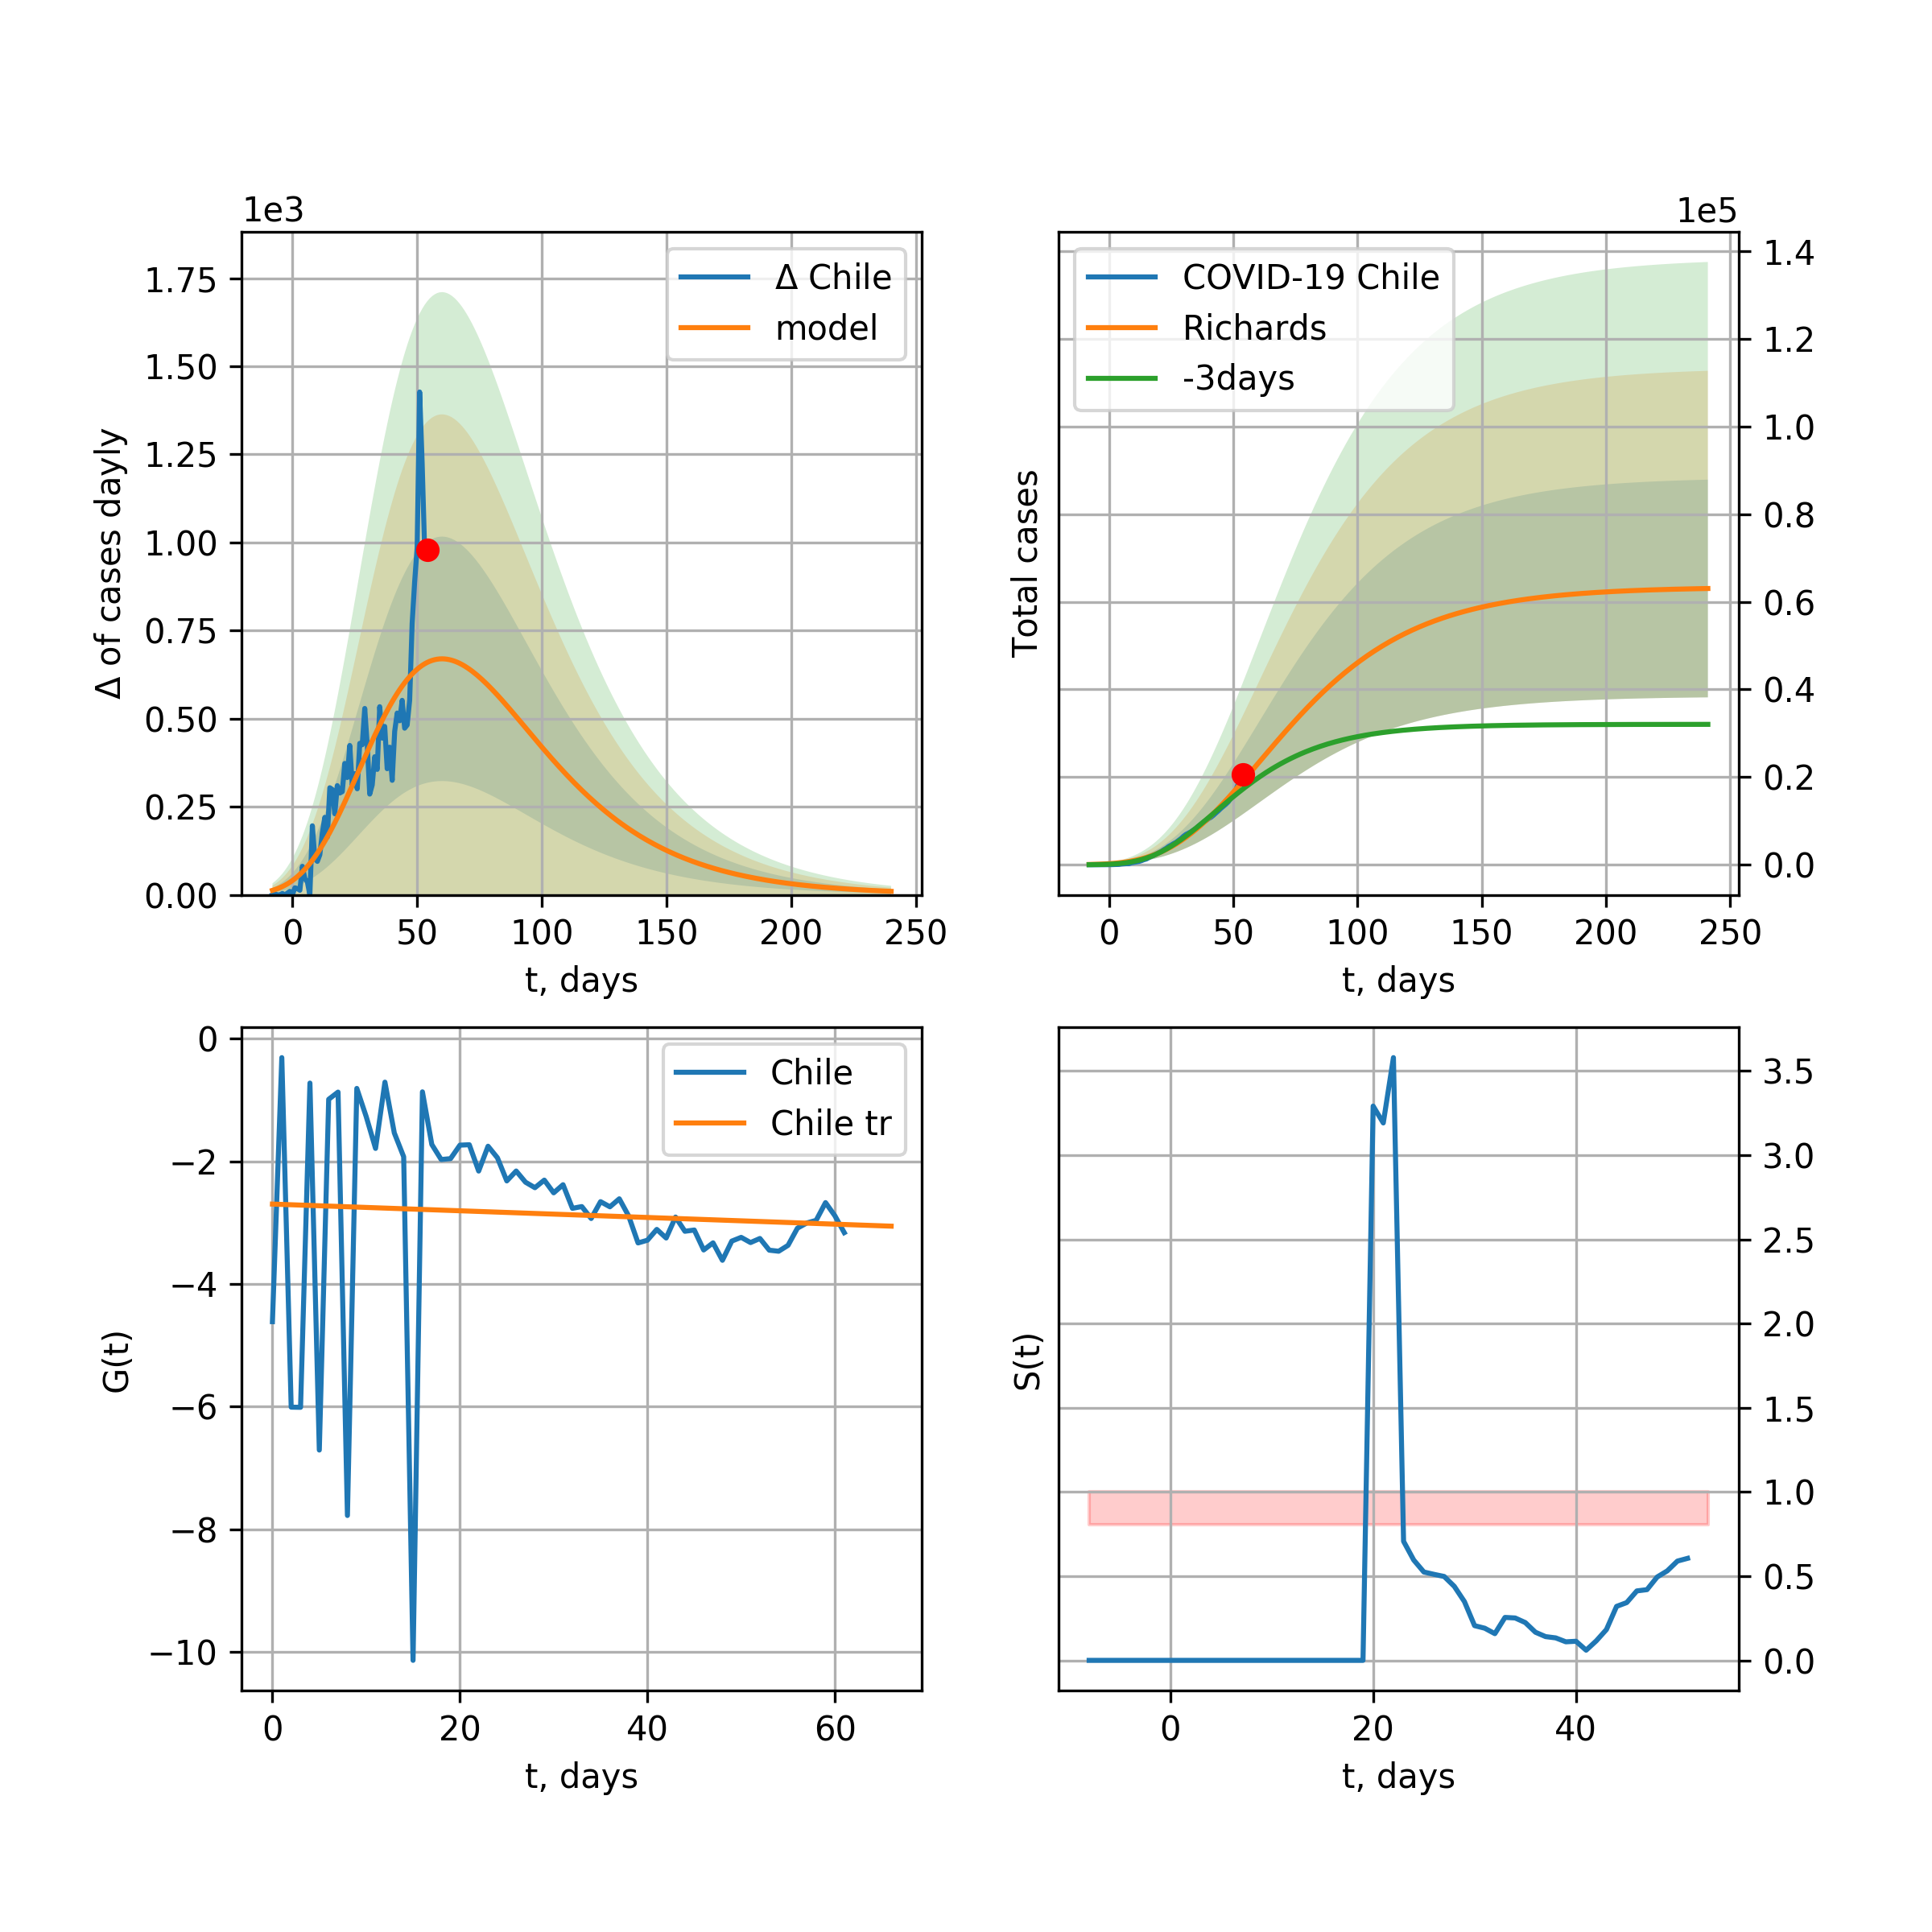 1e3
Δ of cases dayly
1.75
1.50
1.25
1.00
0.75
0.50
0.25
0.00
Δ Chile
model
0 50 100 150 200 250
t, days
1e5
Total cases
COVID-19 Chile
Richards
-3days
1.4
1.2
1.0
0.8
0.6
0.4
0.2
0.0
0 50 100 150 200 250
t, days
G(t)
0
−2
−4
−6
−8
−10
Chile
Chile tr
0 20 40 60
t, days
S(t)
3.5
3.0
2.5
2.0
1.5
1.0
0.5
0.0
0 20 40
t, days